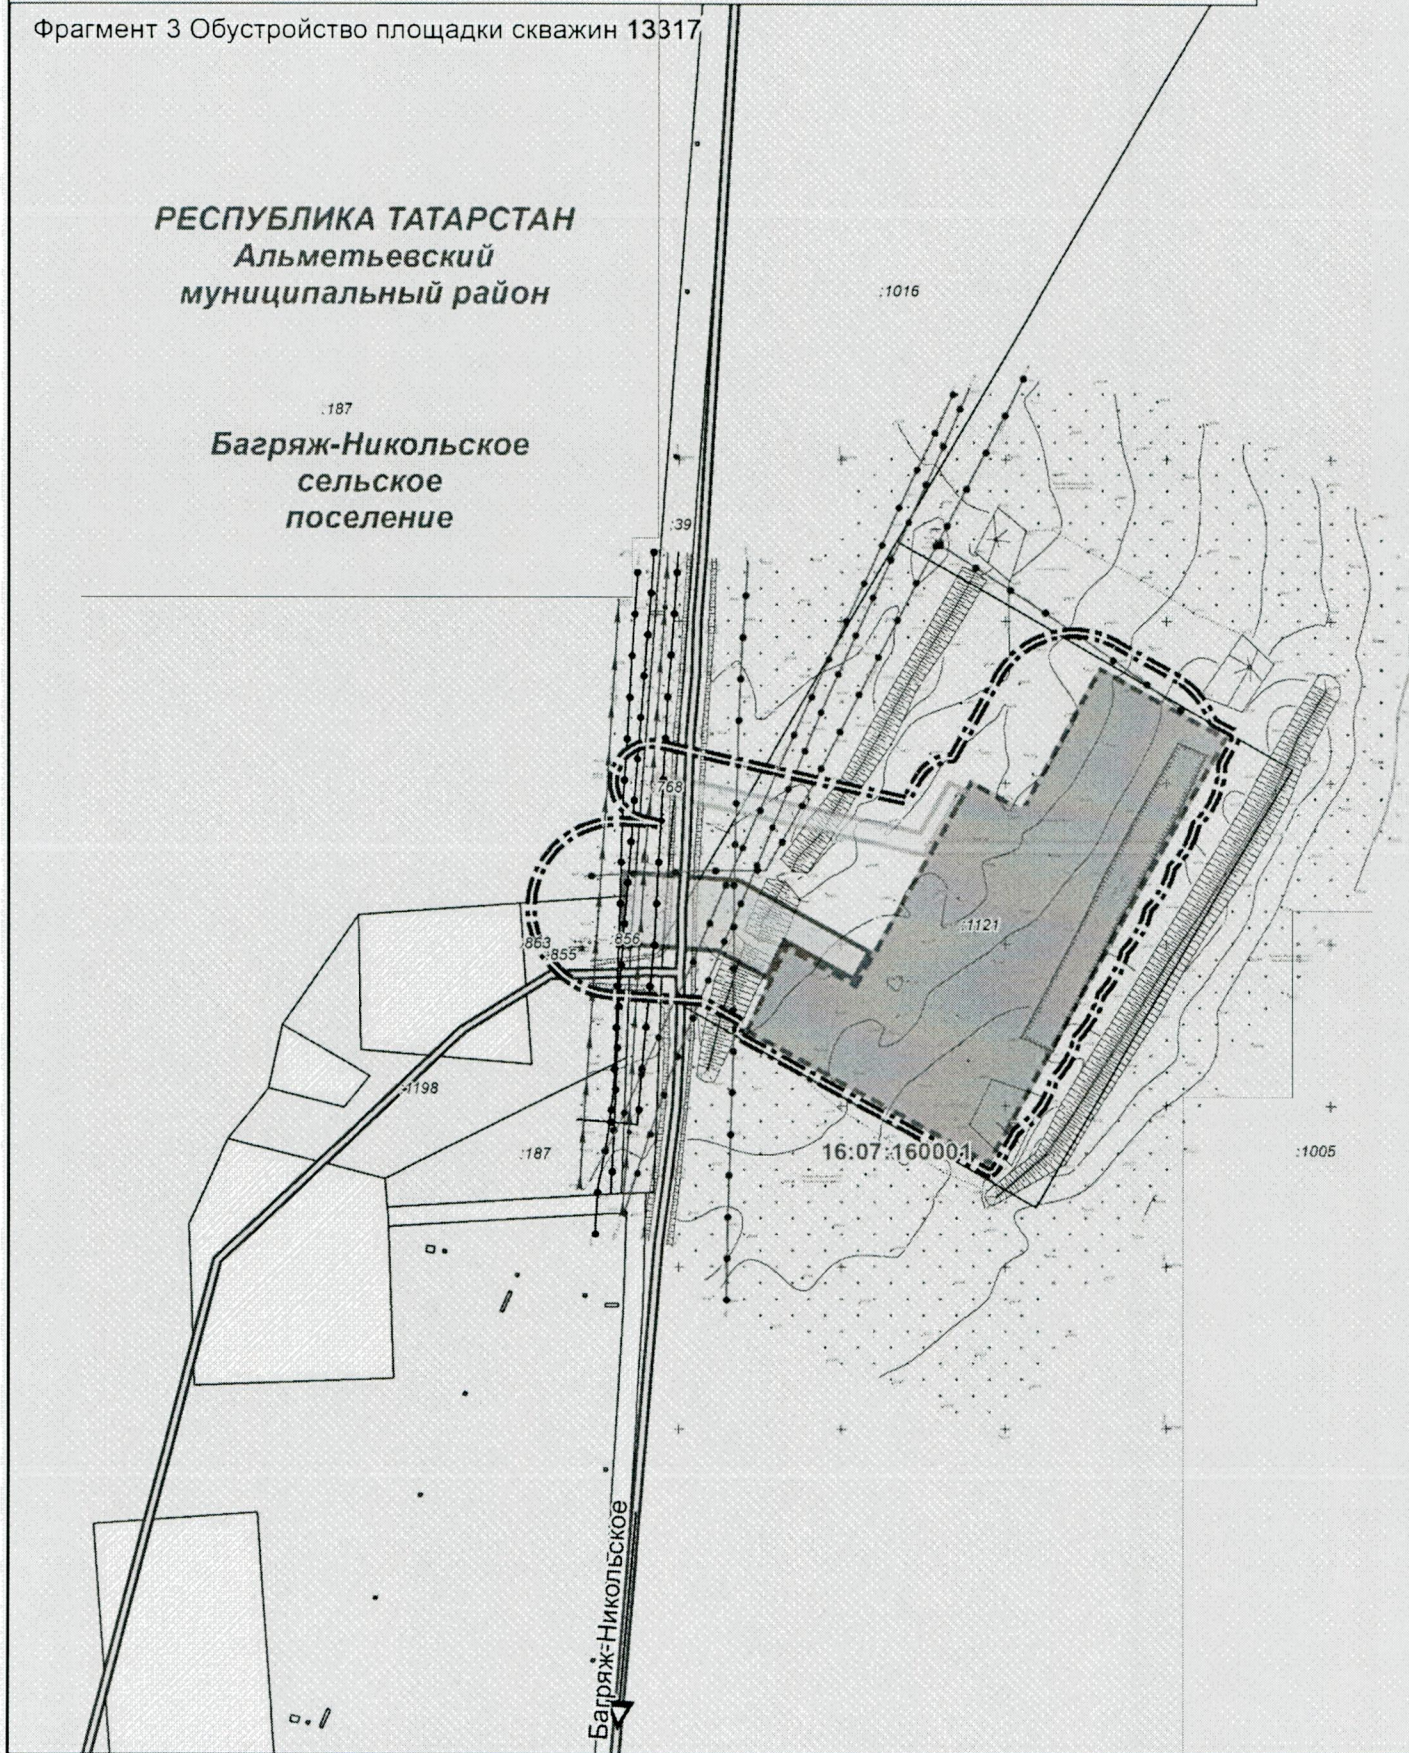 Фрагмент 3 Обустройство площадки скважин 13317
РЕСПУБЛИКА ТАТАРСТАН
Альметьевский
муниципальный район
:1016
:187
Багряж-Никольское
сельское
поселение
:39
:768
:1121
:863
:855
:856
:1198
:187
16:07:160001
:1005
Багряж-Никольское